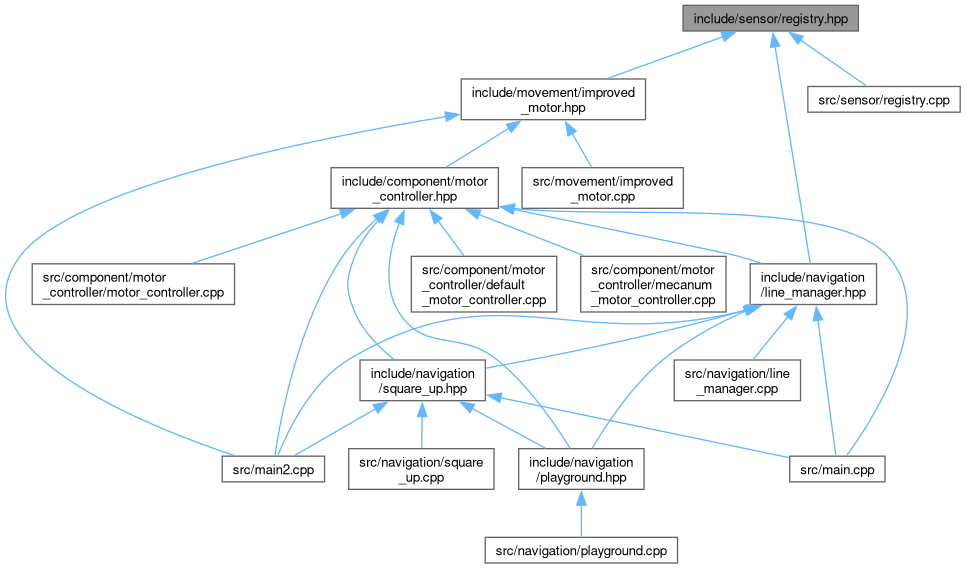 include/sensor/registry.hpp
include/movement/improved
_motor.hpp
src/sensor/registry.cpp
include/component/motor
_controller.hpp
src/movement/improved
_motor.cpp
src/component/motor
_controller/motor_controller.cpp
src/component/motor
_controller/default
_motor_controller.cpp
src/component/motor
_controller/mecanum
_motor_controller.cpp
include/navigation
/line_manager.hpp
include/navigation
/square_up.hpp
src/navigation/line
_manager.cpp
src/main2.cpp
src/navigation/square
_up.cpp
include/navigation
/playground.hpp
src/main.cpp
src/navigation/playground.cpp